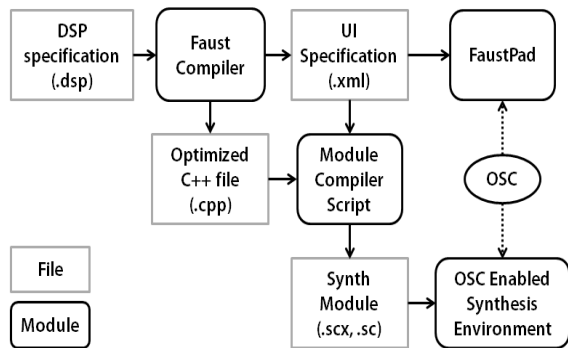 DSP
specification
(.dsp)
Faust
Compiler
UI
Specification
(.xml)
FaustPad
Optimized
C++ file
(.cpp)
Module
Compiler
Script
OSC
File
Module
Synth
Module
(.scx, .sc)
OSC Enabled
Synthesis
Environment